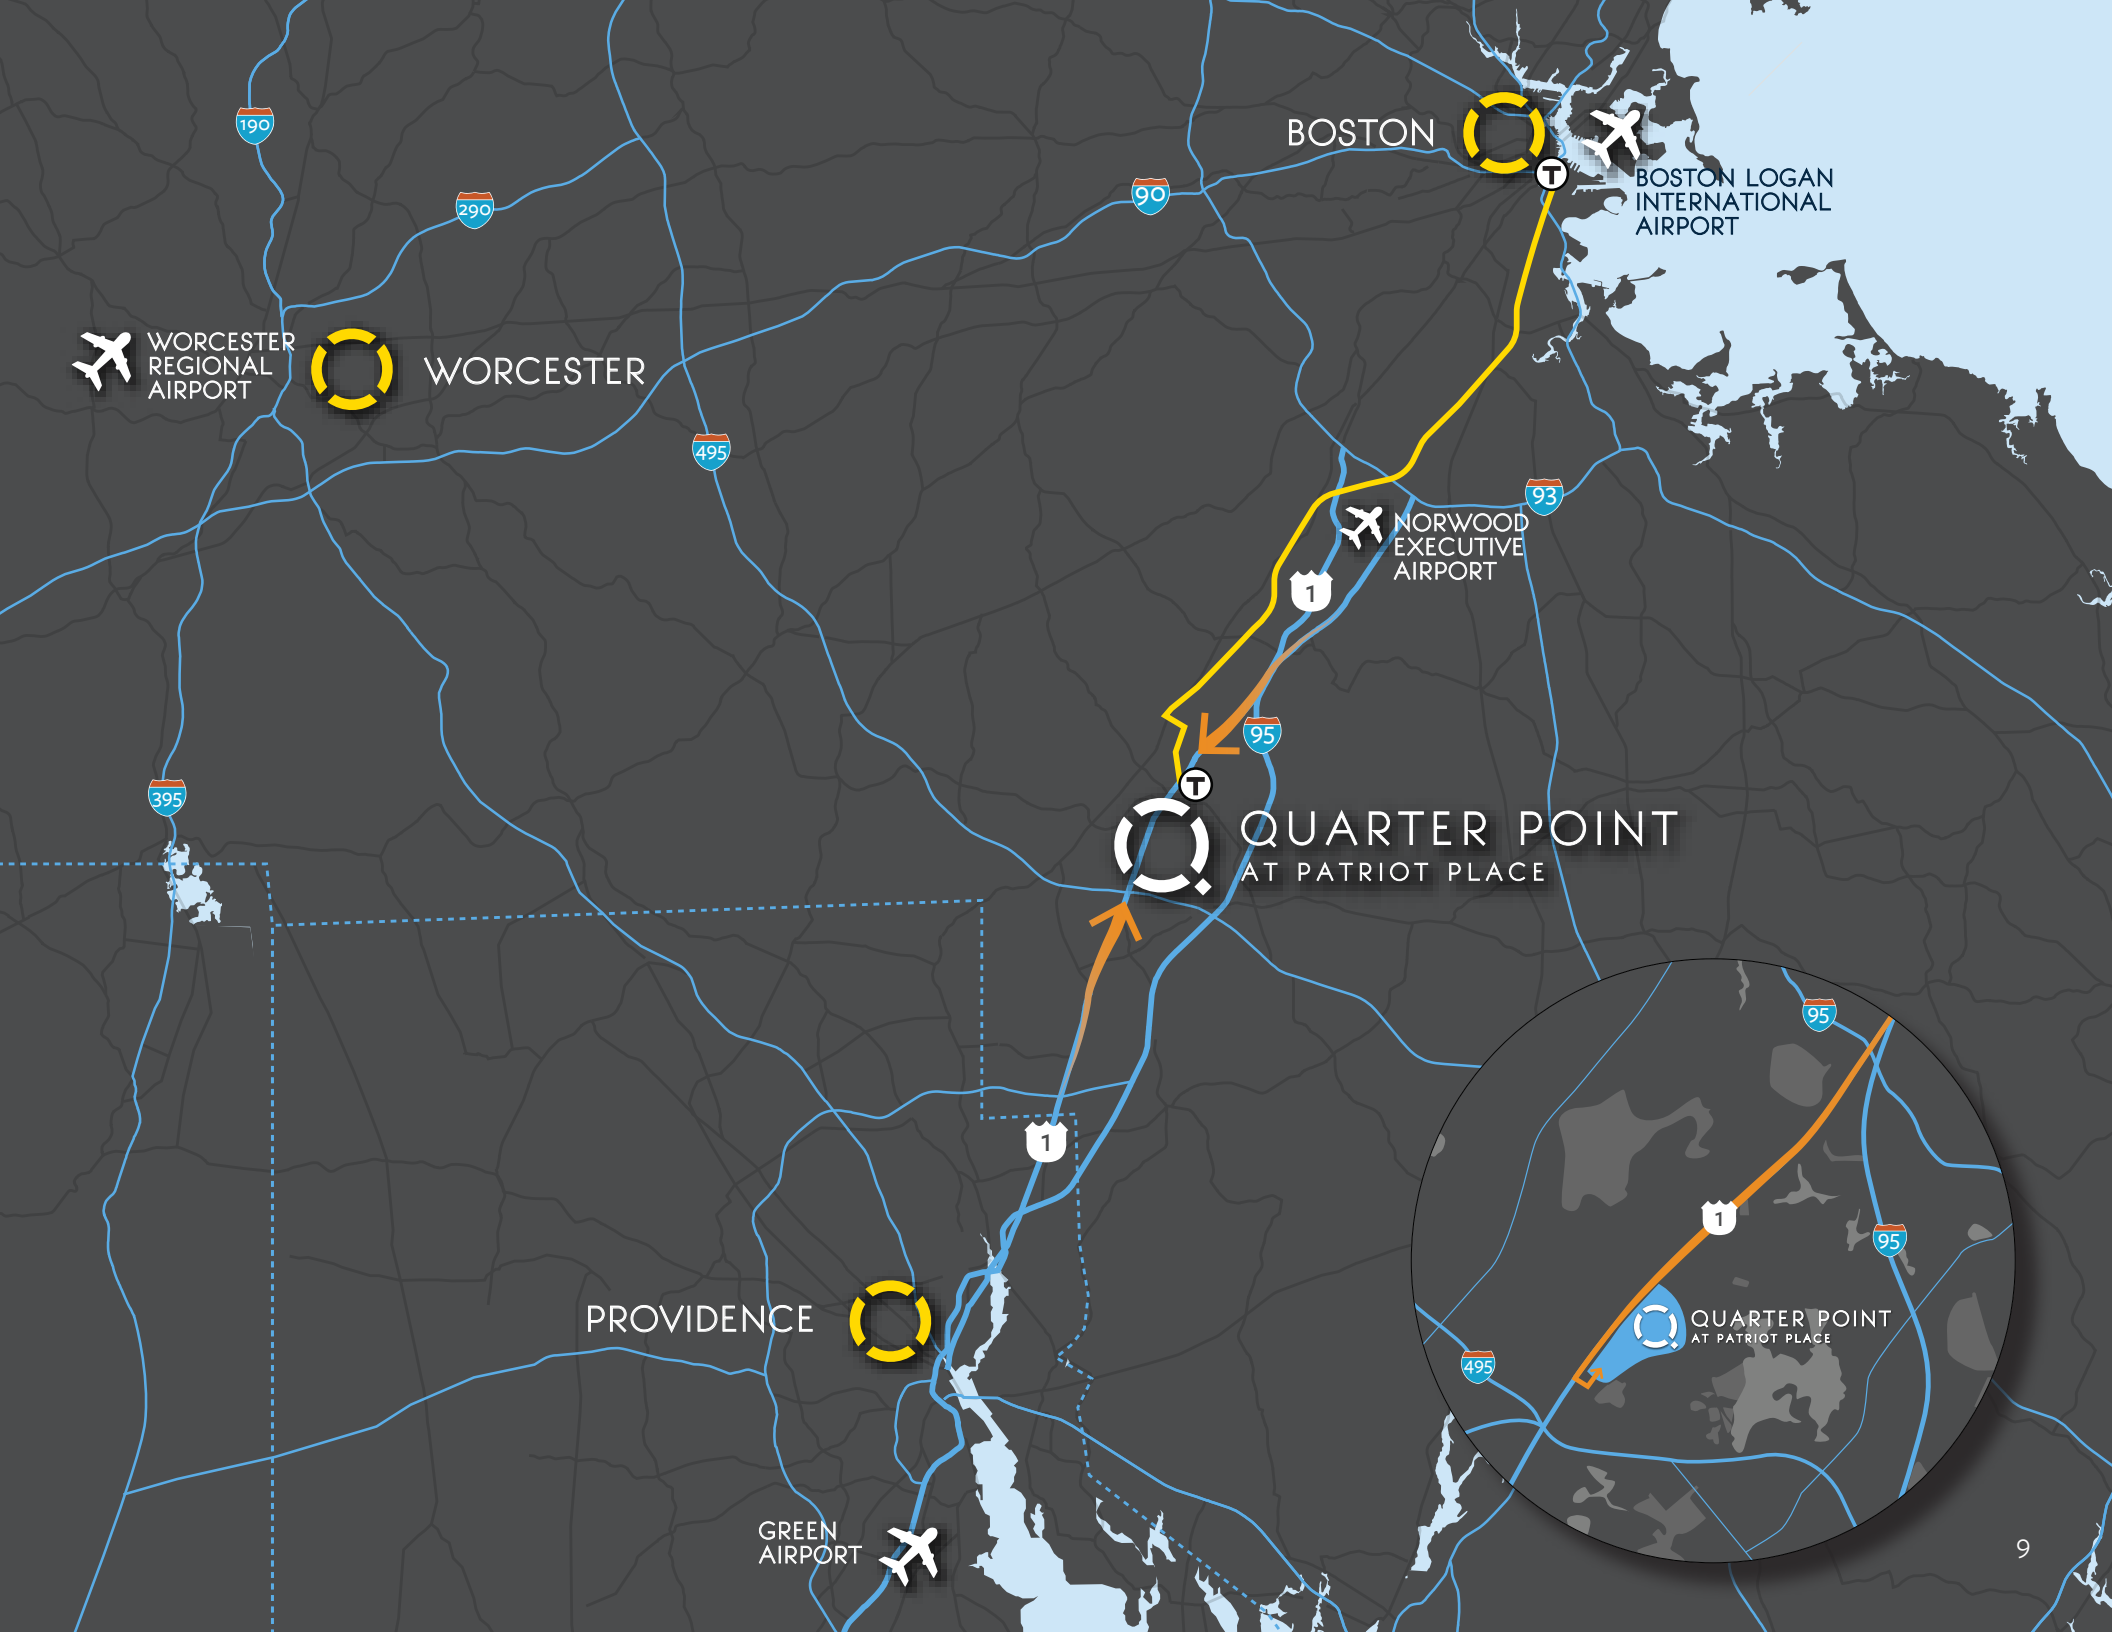 190
BOSTON
T
BOSTON LOGAN
INTERNATIONAL
AIRPORT
290
90
WORCESTER
REGIONAL
AIRPORT
WORCESTER
495
93
NORWOOD
EXECUTIVE
AIRPORT
1
95
395
T
QUARTER POINT
AT PATRIOT PLACE
95
1
1
95
PROVIDENCE
QUARTER POINT
AT PATRIOT PLACE
495
GREEN
AIRPORT
9